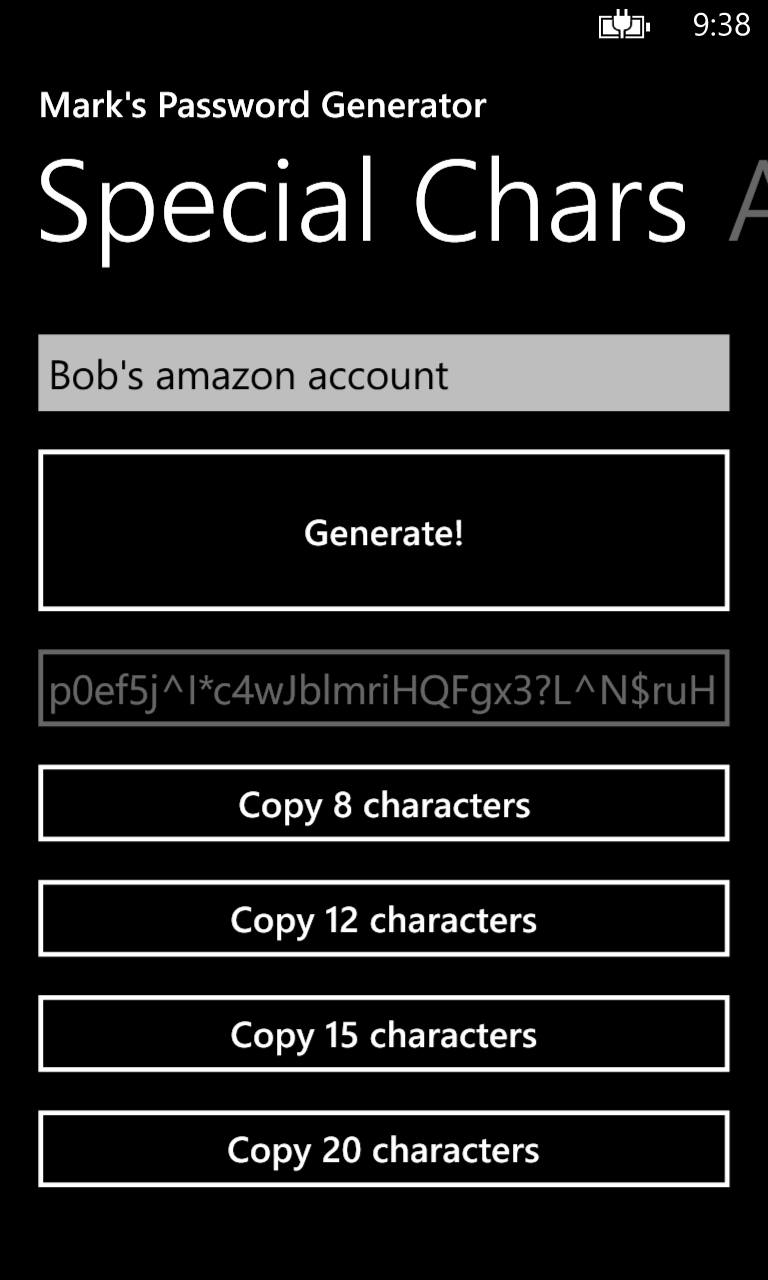 9:38
Mark's Password Generator
Special Chars A
Bob's amazon account
Generate!
p0ef5j^I*c4wJblmriHQFgx3?L^N$ruH
Copy 8 characters
Copy 12 characters
Copy 15 characters
Copy 20 characters